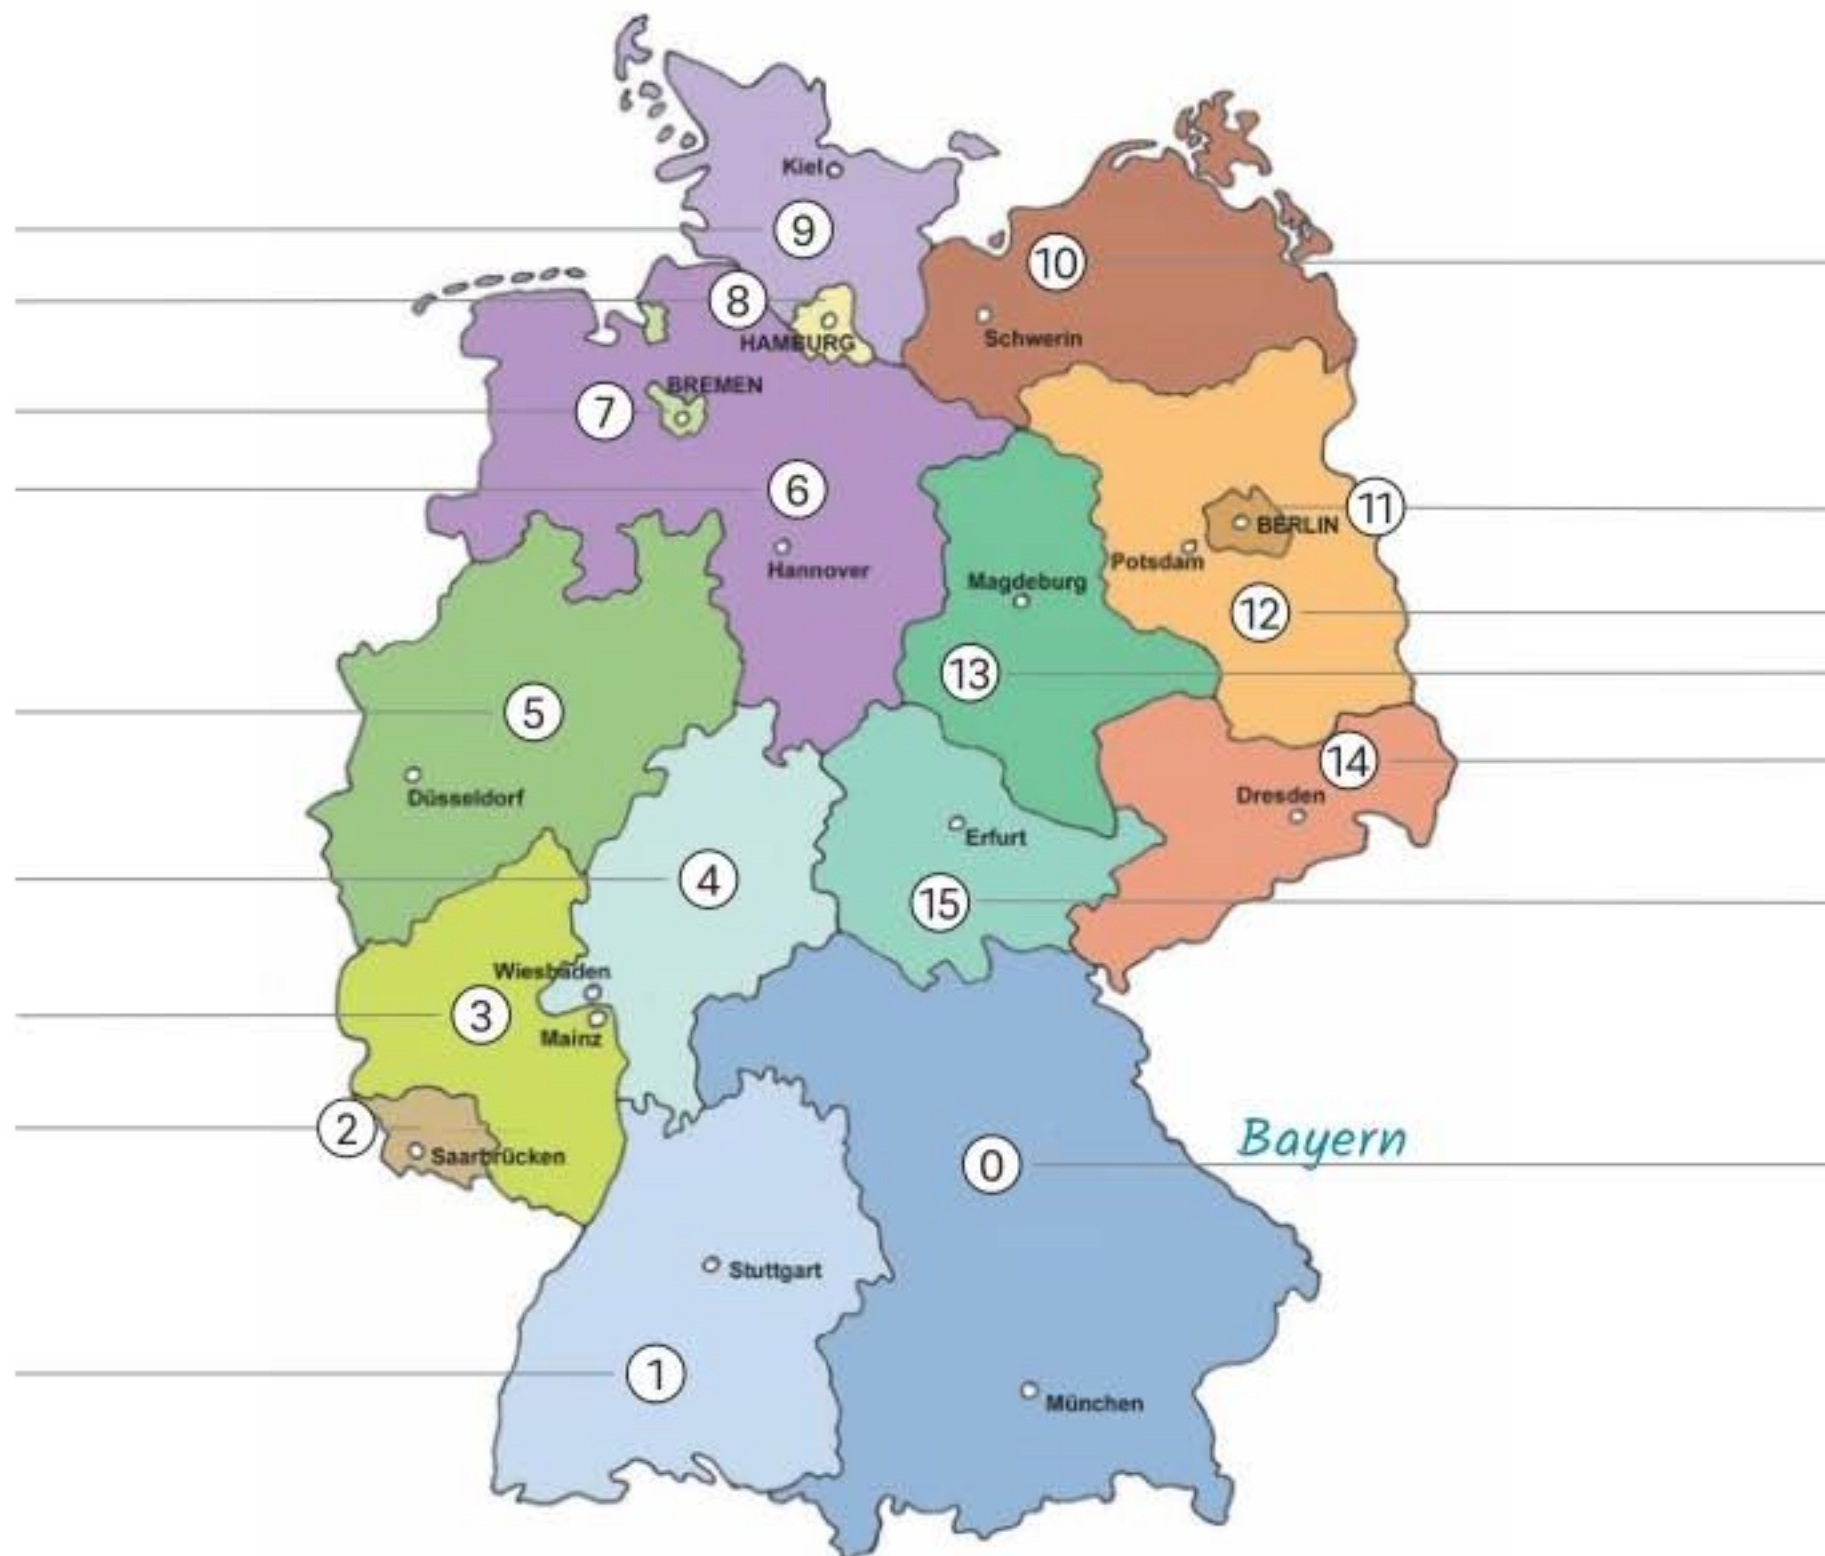 Kiel
9
10
8
HAMBURG
Schwerin
BREMEN
7
6
11
BERLIN
Hannover
Potsdam
Magdeburg
12
13
5
14
Düsseldorf
Dresden
Erfurt
4
15
Wiesbaden
3
Mainz
2
Saarbrücken
Bayern
0
Stuttgart
1
München